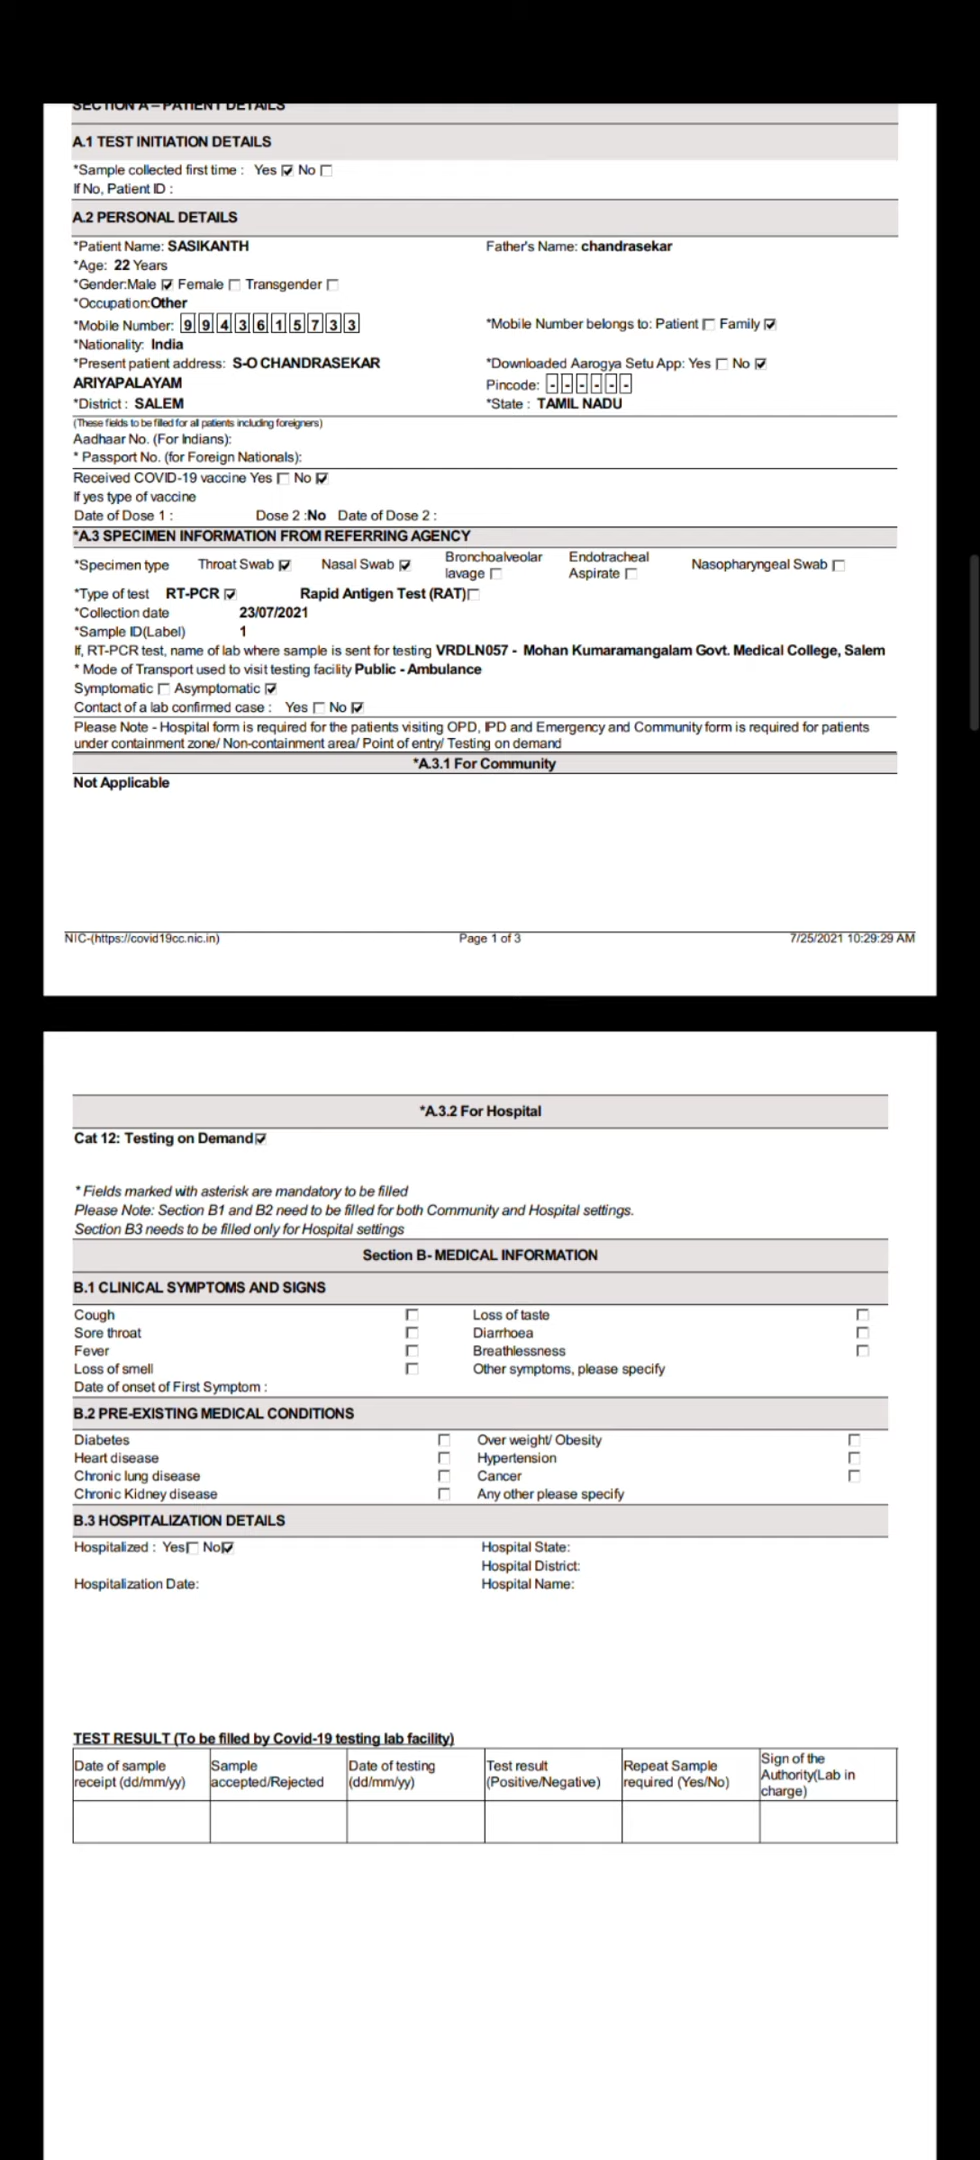 SECTION A – PATIENT DETAILS
A.1 TEST INITIATION DETAILS
*Sample collected first time : Yes ☑ No ☐
If No, Patient ID :
A.2 PERSONAL DETAILS
*Patient Name: SASIKANTH Father's Name: chandrasekar
*Age: 22 Years
*Gender:Male ☑ Female ☐ Transgender ☐
*Occupation:Other
*Mobile Number: 9 9 4 3 6 1 5 7 3 3 *Mobile Number belongs to: Patient ☐ Family ☑
*Nationality: India
*Present patient address: S-O CHANDRASEKAR *Downloaded Aarogya Setu App: Yes ☐ No ☑
ARIYAPALAYAM Pincode: - - - - - -
*District : SALEM *State : TAMIL NADU
(These fields to be filled for all patients including foreigners)
Aadhaar No. (For Indians):
* Passport No. (for Foreign Nationals):
Received COVID-19 vaccine Yes ☐ No ☑
If yes type of vaccine
Date of Dose 1 : Dose 2 :No Date of Dose 2 :
*A.3 SPECIMEN INFORMATION FROM REFERRING AGENCY
*Specimen type Throat Swab ☑ Nasal Swab ☑ Bronchoalveolar lavage ☐ Endotracheal Aspirate ☐ Nasopharyngeal Swab ☐
*Type of test RT-PCR ☑ Rapid Antigen Test (RAT)☐
*Collection date 23/07/2021
*Sample ID(Label) 1
If, RT-PCR test, name of lab where sample is sent for testing VRDLN057 - Mohan Kumaramangalam Govt. Medical College, Salem
* Mode of Transport used to visit testing facility Public - Ambulance
Symptomatic ☐ Asymptomatic ☑
Contact of a lab confirmed case : Yes ☐ No ☑
Please Note - Hospital form is required for the patients visiting OPD, IPD and Emergency and Community form is required for patients
under containment zone/ Non-containment area/ Point of entry/ Testing on demand
*A.3.1 For Community
Not Applicable
NIC-(https://covid19cc.nic.in) Page 1 of 3 7/25/2021 10:29:29 AM
*A.3.2 For Hospital
Cat 12: Testing on Demand☑
* Fields marked with asterisk are mandatory to be filled
Please Note: Section B1 and B2 need to be filled for both Community and Hospital settings.
Section B3 needs to be filled only for Hospital settings
Section B- MEDICAL INFORMATION
B.1 CLINICAL SYMPTOMS AND SIGNS
Cough ☐ Loss of taste ☐
Sore throat ☐ Diarrhoea ☐
Fever ☐ Breathlessness ☐
Loss of smell ☐ Other symptoms, please specify
Date of onset of First Symptom :
B.2 PRE-EXISTING MEDICAL CONDITIONS
Diabetes ☐ Over weight/ Obesity ☐
Heart disease ☐ Hypertension ☐
Chronic lung disease ☐ Cancer ☐
Chronic Kidney disease ☐ Any other please specify
B.3 HOSPITALIZATION DETAILS
Hospitalized : Yes☐ No☑ Hospital State:
Hospital District:
Hospitalization Date: Hospital Name:
TEST RESULT (To be filled by Covid-19 testing lab facility)
Date of sample receipt (dd/mm/yy) Sample accepted/Rejected Date of testing (dd/mm/yy) Test result (Positive/Negative) Repeat Sample required (Yes/No) Sign of the Authority(Lab in charge)